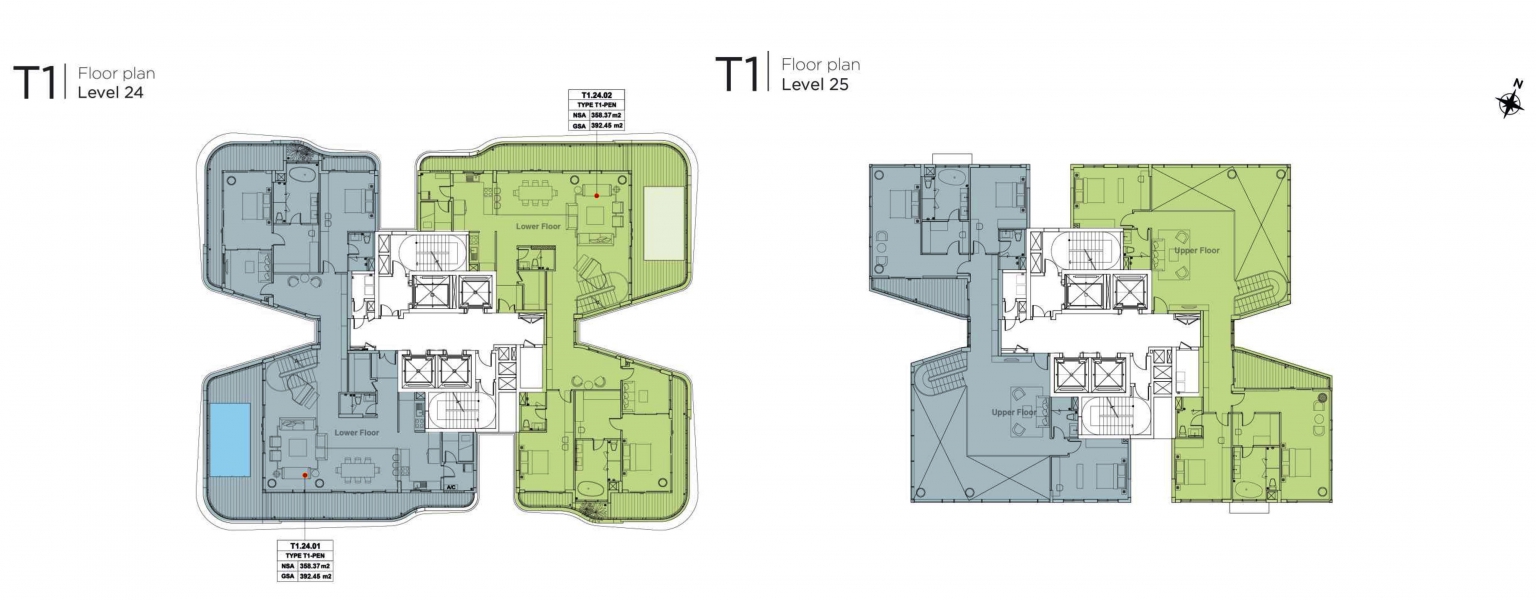 T1
Floor plan
Level 24
T1
Floor plan
Level 25
N
T1.24.02
TYPE T1-PEN
NSA 358.37 m2
GSA 392.45 m2
Lower Floor
Upper Floor
Lower Floor
Upper Floor
A/C
T1.24.01
TYPE T1-PEN
NSA 358.37 m2
GSA 392.45 m2